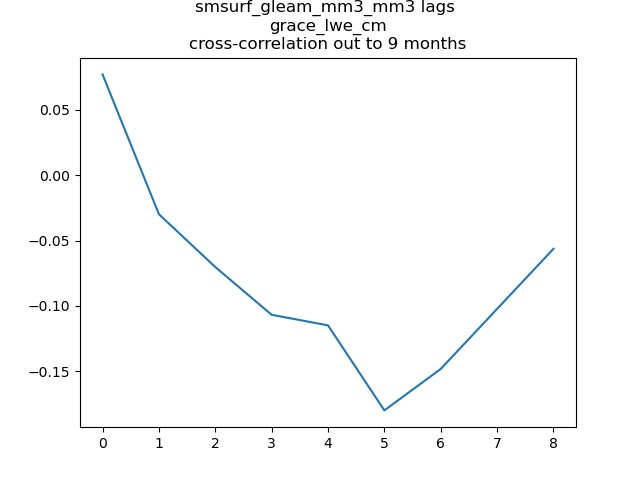 smsurf_gleam_mm3_mm3 lags
grace_lwe_cm
cross-correlation out to 9 months
0.05
0.00
−0.05
−0.10
−0.15
0 1 2 3 4 5 6 7 8